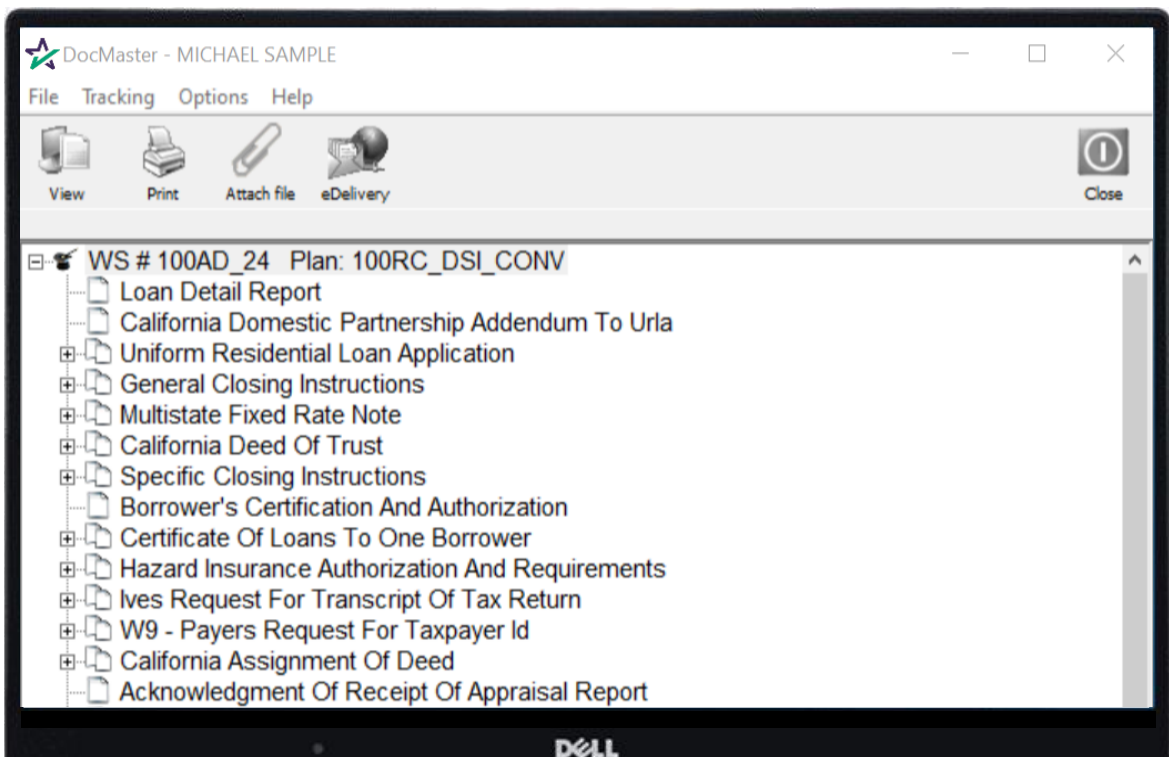 DocMaster - MICHAEL SAMPLE
File Tracking Options Help
View Print Attach file eDelivery Close
WS # 100AD_24 Plan: 100RC_DSI_CONV
Loan Detail Report
California Domestic Partnership Addendum To Urla
Uniform Residential Loan Application
General Closing Instructions
Multistate Fixed Rate Note
California Deed Of Trust
Specific Closing Instructions
Borrower's Certification And Authorization
Certificate Of Loans To One Borrower
Hazard Insurance Authorization And Requirements
Ives Request For Transcript Of Tax Return
W9 - Payers Request For Taxpayer Id
California Assignment Of Deed
Acknowledgment Of Receipt Of Appraisal Report
DELL